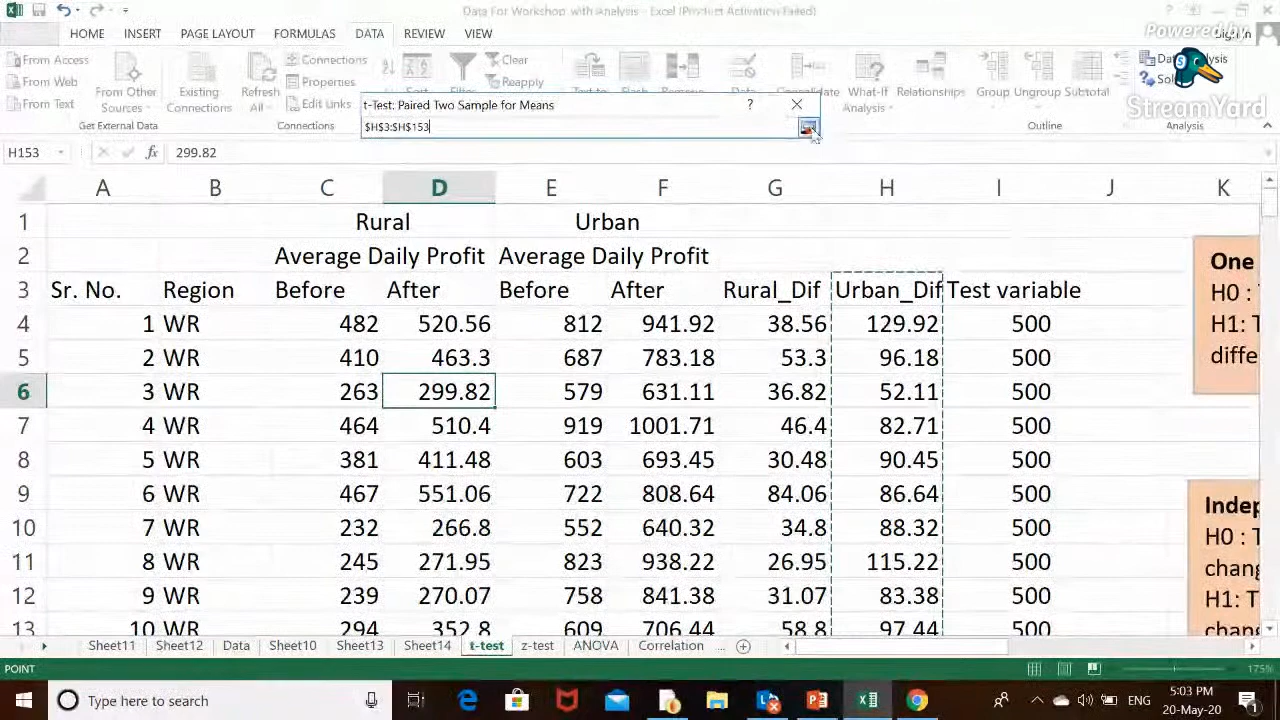 Data For Workshop with Analysis - Excel (Product Activation Failed)
Powered by
StreamYard
Sign in
HOME INSERT PAGE LAYOUT FORMULAS DATA REVIEW VIEW
From Access
From Web
From Text
From Other Sources
Existing Connections
Get External Data
Refresh All
Connections
Properties
Edit Links
Connections
Sort
Filter
Clear
Reapply
What-If Analysis
Relationships
Group Ungroup Subtotal
Outline
Analysis
t-Test: Paired Two Sample for Means ?
$H$3:$H$153
H153 fx 299.82
A B C D E F G H I J K
1 Rural Urban
2 Average Daily Profit Average Daily Profit
3 Sr. No. Region Before After Before After Rural_Dif Urban_Dif Test variable
4 1 WR 482 520.56 812 941.92 38.56 129.92 500
5 2 WR 410 463.3 687 783.18 53.3 96.18 500
6 3 WR 263 299.82 579 631.11 36.82 52.11 500
7 4 WR 464 510.4 919 1001.71 46.4 82.71 500
8 5 WR 381 411.48 603 693.45 30.48 90.45 500
9 6 WR 467 551.06 722 808.64 84.06 86.64 500
10 7 WR 232 266.8 552 640.32 34.8 88.32 500
11 8 WR 245 271.95 823 938.22 26.95 115.22 500
12 9 WR 239 270.07 758 841.38 31.07 83.38 500
13 10 WR 294 352.8 609 706.44 58.8 97.44 500
One
H0 : T
H1: T
diffe
Indep
H0 : T
chang
H1: T
chang
Sheet11 Sheet12 Data Sheet10 Sheet13 Sheet14 t-test z-test ANOVA Correlation ...
POINT 175%
Type here to search
ENG
5:03 PM
20-May-20
1